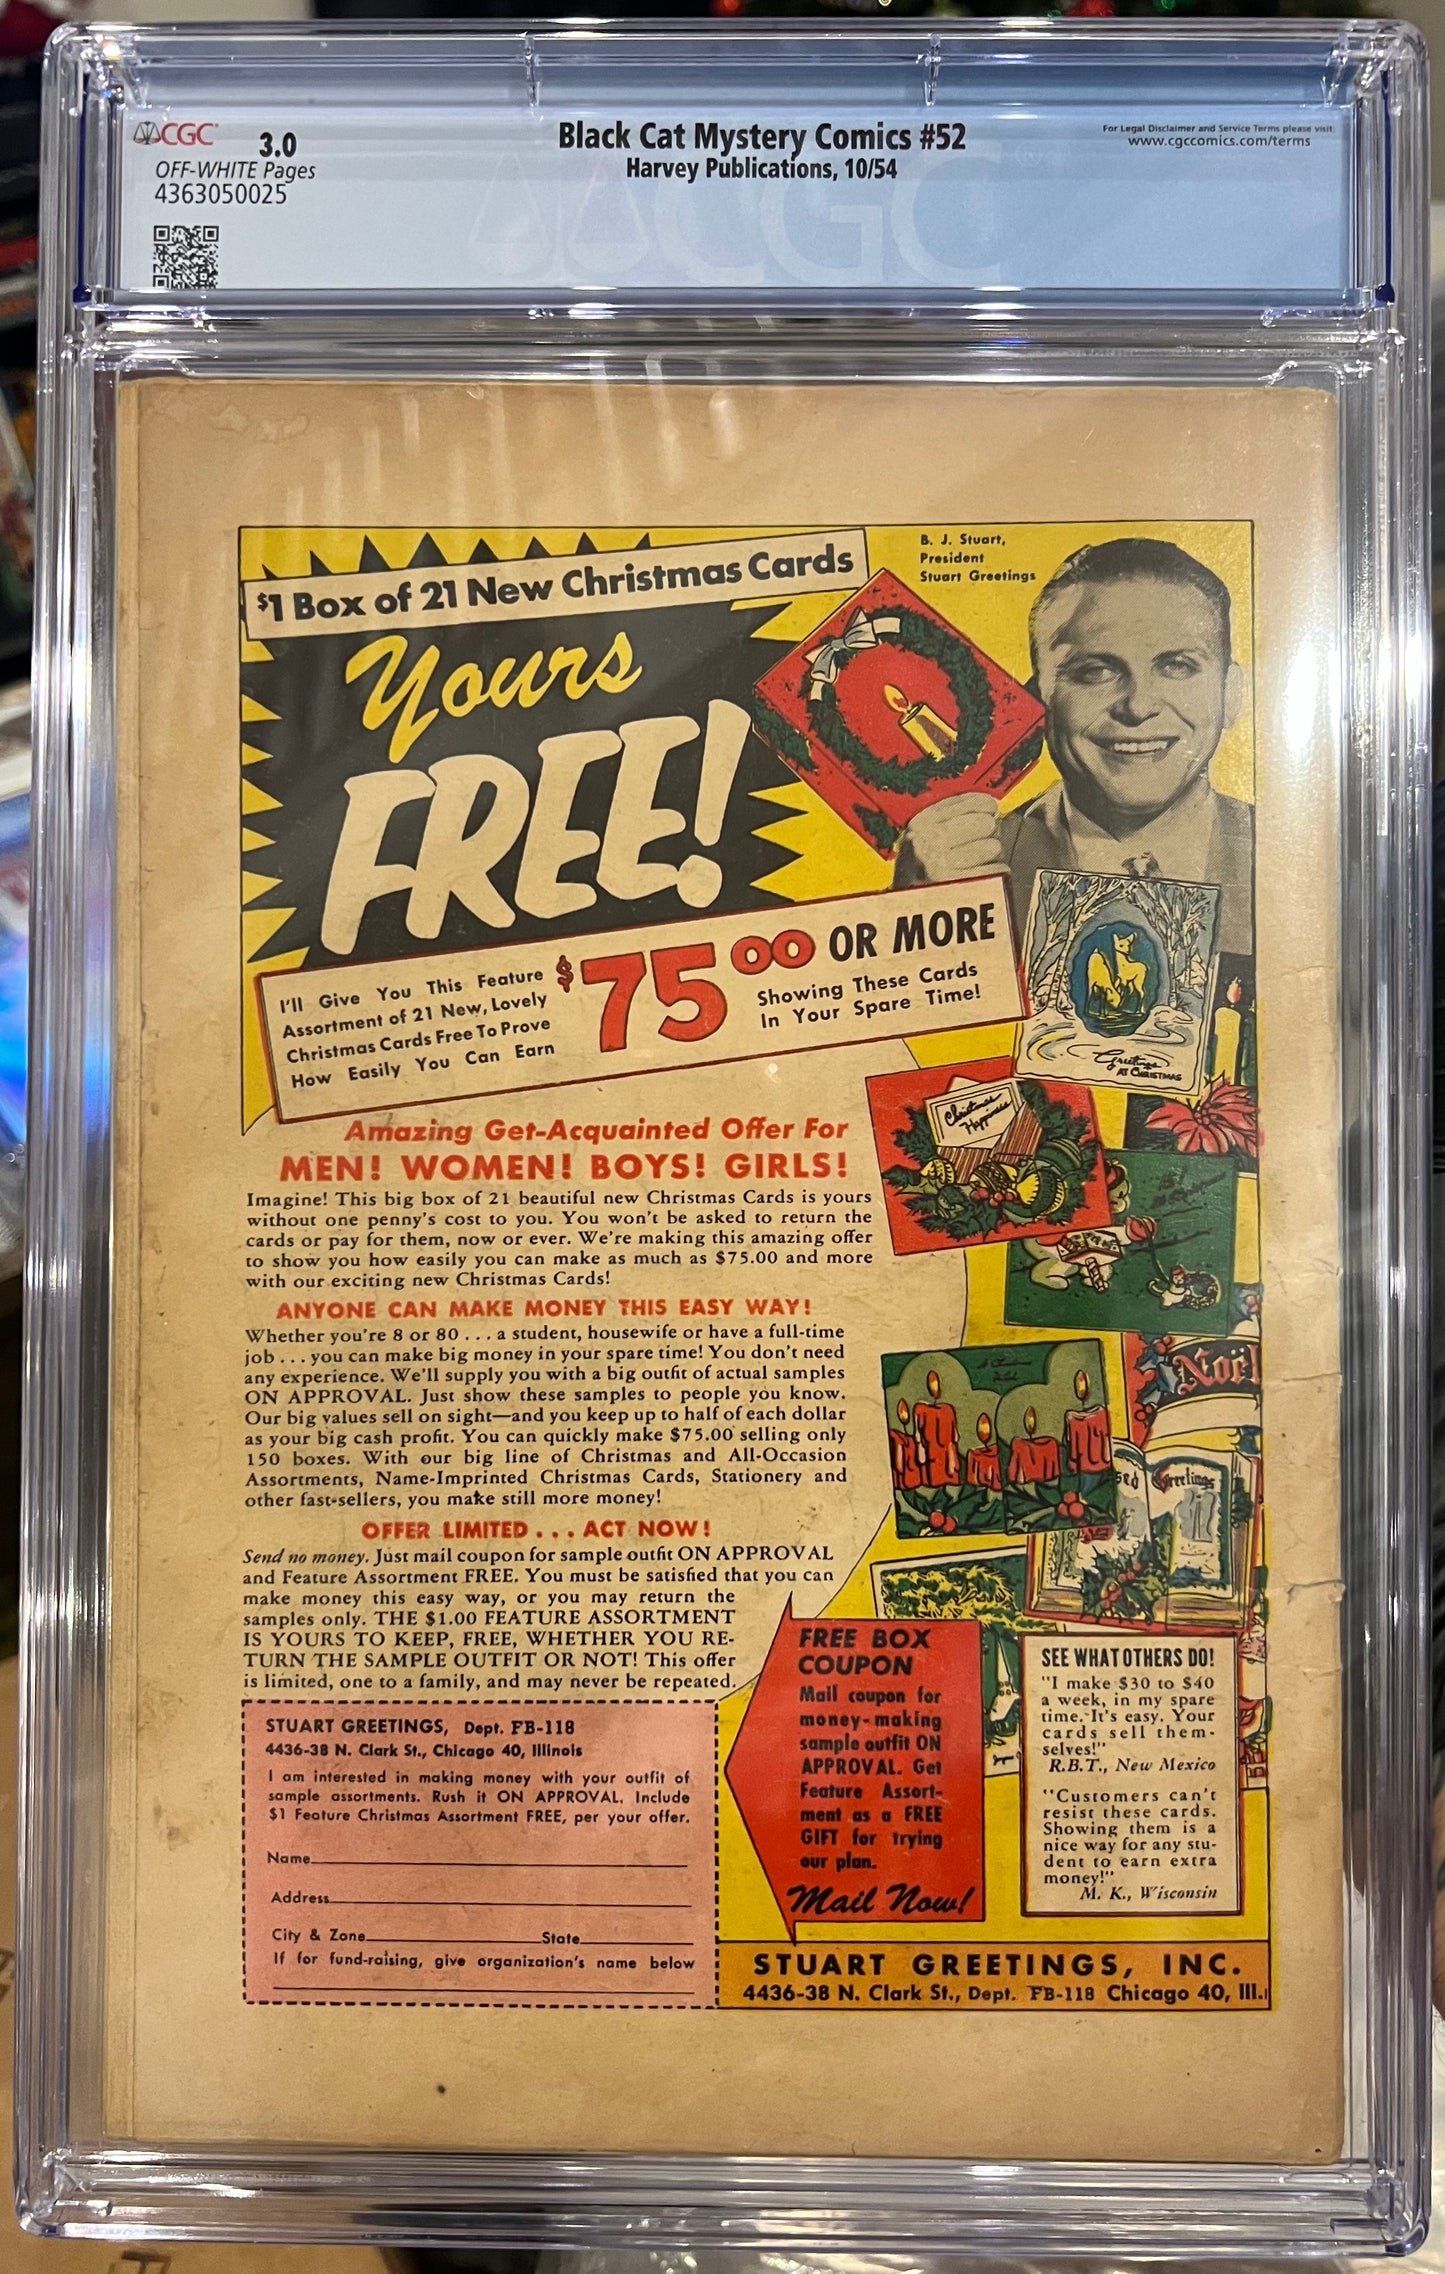 CGC
3.0
OFF-WHITE Pages
4363050025
Black Cat Mystery Comics #52
Harvey Publications, 10/54
For Legal Disclaimer and Service Terms please visit:
www.cgccomics.com/terms
CGC
$1 Box of 21 New Christmas Cards
Yours
FREE!
B. J. Stuart,
President
Stuart Greetings
I'll Give You This Feature
Assortment of 21 New, Lovely
Christmas Cards Free To Prove
How Easily You Can Earn
$75.00 OR MORE
Showing These Cards
In Your Spare Time!
Greetings
AT CHRISTMAS
Christmas
Happiness
Amazing Get-Acquainted Offer For
MEN! WOMEN! BOYS! GIRLS!
Imagine! This big box of 21 beautiful new Christmas Cards is yours
without one penny's cost to you. You won't be asked to return the
cards or pay for them, now or ever. We're making this amazing offer
to show you how easily you can make as much as $75.00 and more
with our exciting new Christmas Cards!
ANYONE CAN MAKE MONEY THIS EASY WAY!
Whether you're 8 or 80 . . . a student, housewife or have a full-time
job . . . you can make big money in your spare time! You don't need
any experience. We'll supply you with a big outfit of actual samples
ON APPROVAL. Just show these samples to people you know.
Our big values sell on sight—and you keep up to half of each dollar
as your big cash profit. You can quickly make $75.00 selling only
150 boxes. With our big line of Christmas and All-Occasion
Assortments, Name-Imprinted Christmas Cards, Stationery and
other fast-sellers, you make still more money!
Noël
Greetings
OFFER LIMITED . . . ACT NOW!
Send no money. Just mail coupon for sample outfit ON APPROVAL
and Feature Assortment FREE. You must be satisfied that you can
make money this easy way, or you may return the
samples only. THE $1.00 FEATURE ASSORTMENT
IS YOURS TO KEEP, FREE, WHETHER YOU RE-
TURN THE SAMPLE OUTFIT OR NOT! This offer
is limited, one to a family, and may never be repeated.
STUART GREETINGS, Dept. FB-118
4436-38 N. Clark St., Chicago 40, Illinois
I am interested in making money with your outfit of
sample assortments. Rush it ON APPROVAL. Include
$1 Feature Christmas Assortment FREE, per your offer.
Name
Address
City & Zone State
If for fund-raising, give organization's name below
FREE BOX
COUPON
Mail coupon for
money-making
sample outfit ON
APPROVAL. Get
Feature Assort-
ment as a FREE
GIFT for trying
our plan.
Mail Now!
SEE WHAT OTHERS DO!
"I make $30 to $40
a week, in my spare
time. It's easy. Your
cards sell them-
selves!"
R.B.T., New Mexico
"Customers can't
resist these cards.
Showing them is a
nice way for any stu-
dent to earn extra
money!"
M. K., Wisconsin
STUART GREETINGS, INC.
4436-38 N. Clark St., Dept. FB-118 Chicago 40, Ill.